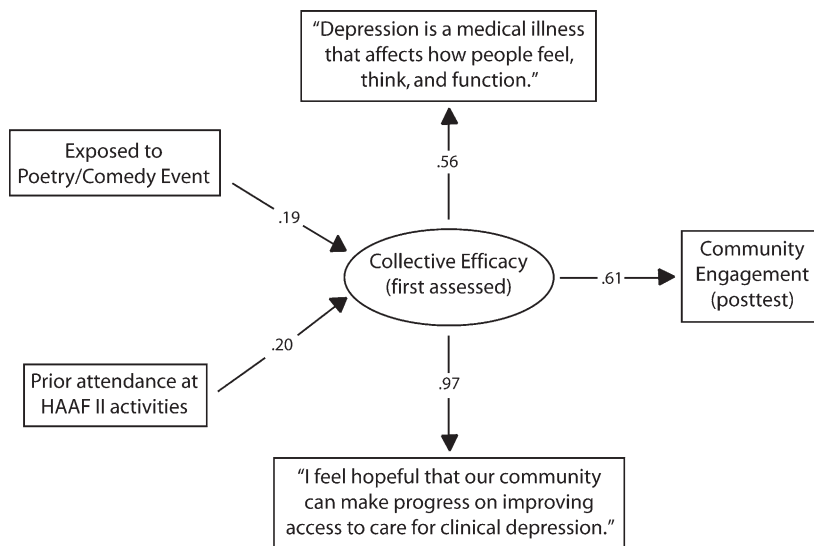 “Depression is a medical illness
that affects how people feel,
think, and function.”
Exposed to
Poetry/Comedy Event
.56
.19
Collective Efficacy
(first assessed)
.61
Community
Engagement
(posttest)
.20
Prior attendance at
HAAF II activities
.97
“I feel hopeful that our community
can make progress on improving
access to care for clinical depression.”